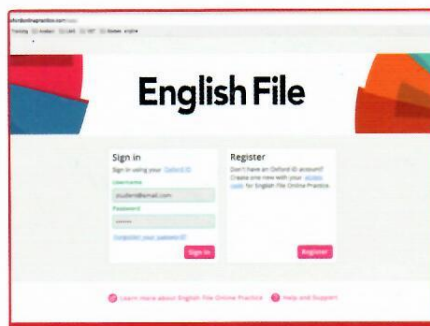 English File
Sign in
Sign in using your Oxford ID
Username
student@email.com
Password
Forgotten your password?
Sign in
Register
Don't have an Oxford ID account?
Create one new with your access
code for English File Online Practice.
Register
Learn more about English File Online Practice
Help and Support